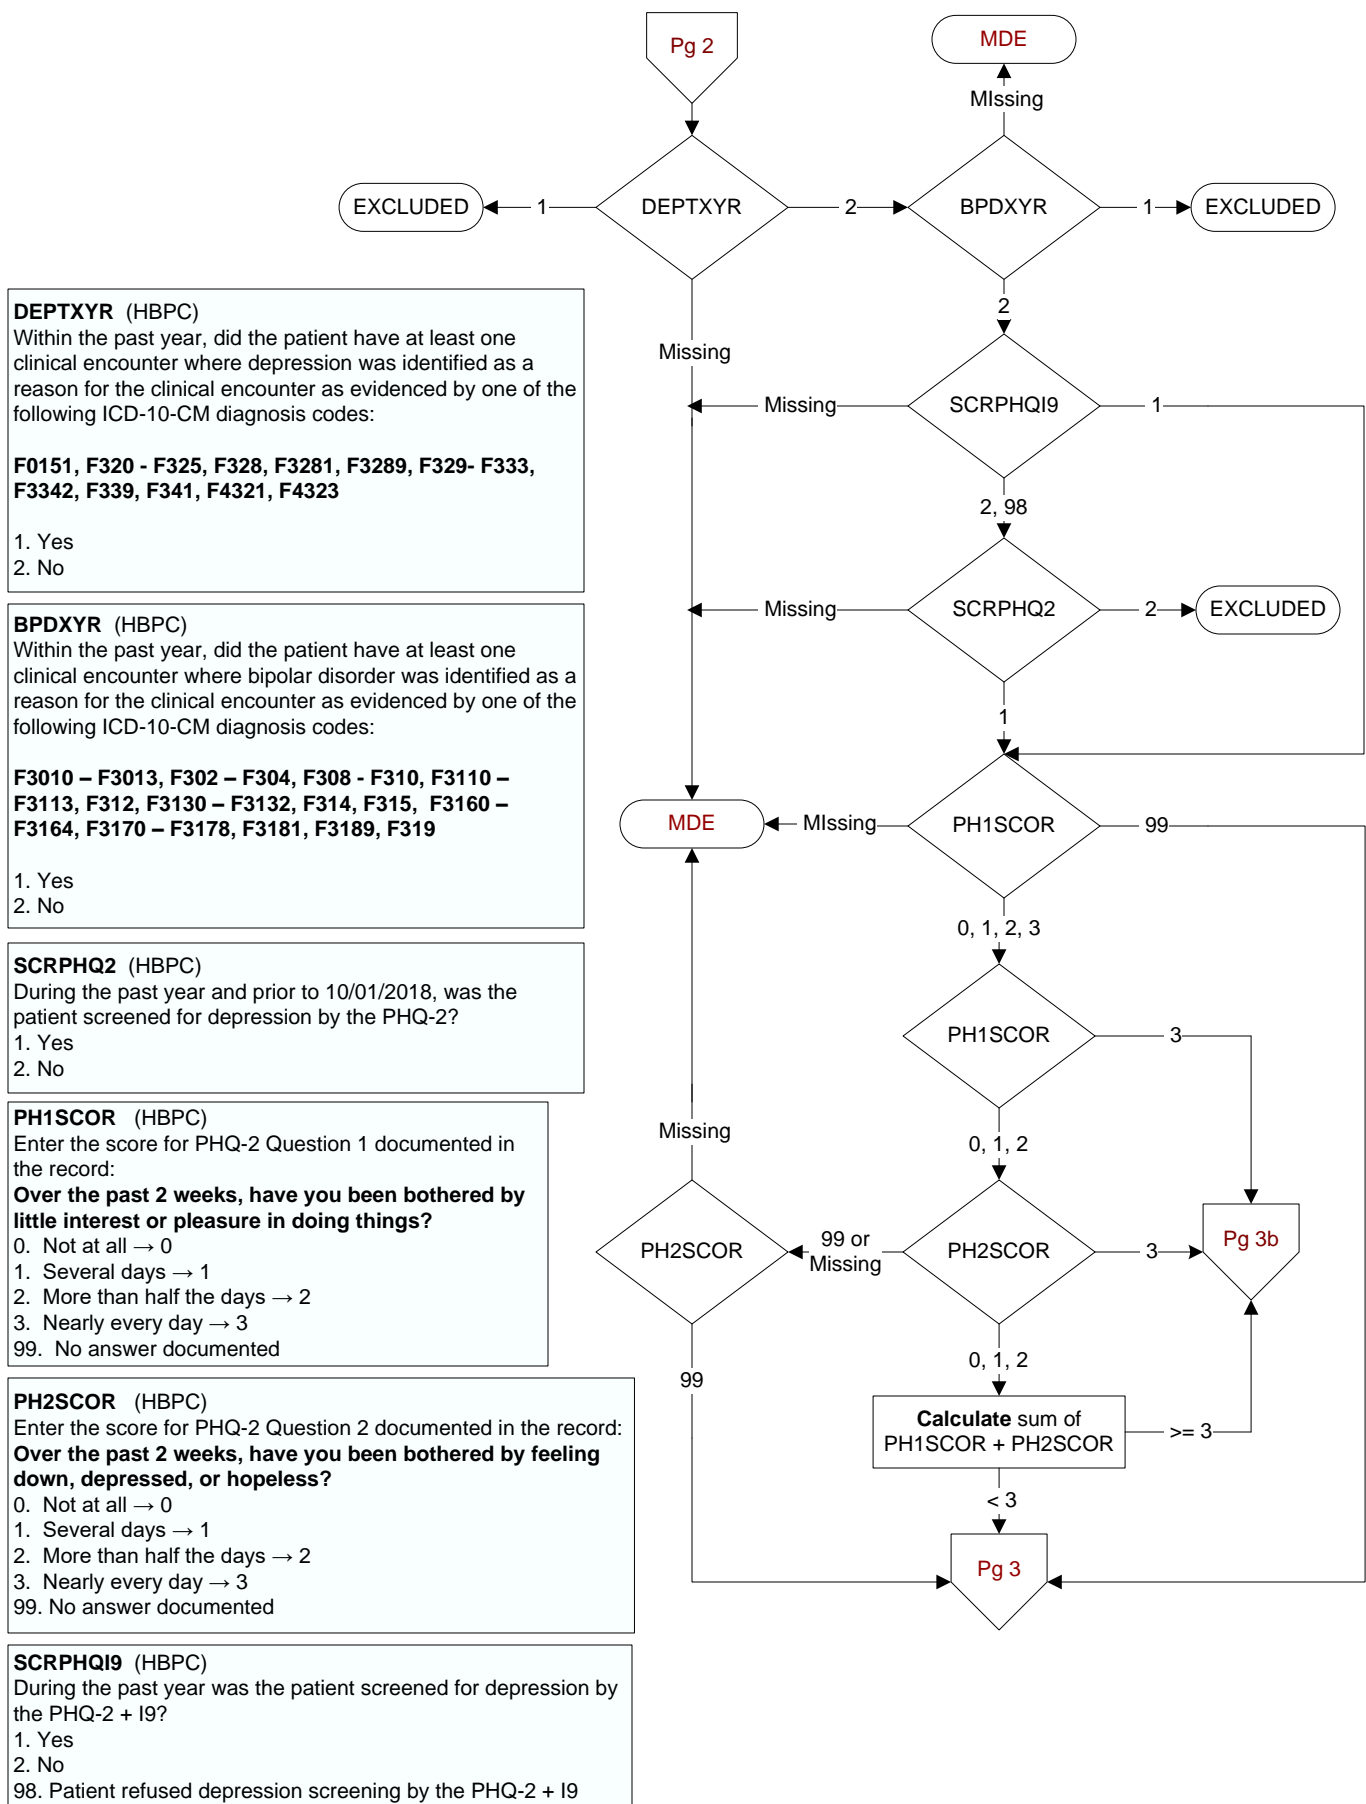 Pg 2
MDE
MIssing
EXCLUDED
1
DEPTXYR
2
BPDXYR
1
EXCLUDED
2
Missing
Missing
SCRPHQI9
1
2, 98
Missing
SCRPHQ2
2
EXCLUDED
1
MDE
MIssing
PH1SCOR
99
0, 1, 2, 3
PH1SCOR
3
Missing
0, 1, 2
PH2SCOR
99 or
Missing
PH2SCOR
3
Pg 3b
99
0, 1, 2
Calculate sum of
PH1SCOR + PH2SCOR
>= 3
< 3
Pg 3
DEPTXYR (HBPC)
Within the past year, did the patient have at least one
clinical encounter where depression was identified as a
reason for the clinical encounter as evidenced by one of the
following ICD-10-CM diagnosis codes:
F0151, F320 - F325, F328, F3281, F3289, F329- F333,
F3342, F339, F341, F4321, F4323
1. Yes
2. No
BPDXYR (HBPC)
Within the past year, did the patient have at least one
clinical encounter where bipolar disorder was identified as a
reason for the clinical encounter as evidenced by one of the
following ICD-10-CM diagnosis codes:
F3010 – F3013, F302 – F304, F308 - F310, F3110 –
F3113, F312, F3130 – F3132, F314, F315, F3160 –
F3164, F3170 – F3178, F3181, F3189, F319
1. Yes
2. No
SCRPHQ2 (HBPC)
During the past year and prior to 10/01/2018, was the
patient screened for depression by the PHQ-2?
1. Yes
2. No
PH1SCOR (HBPC)
Enter the score for PHQ-2 Question 1 documented in
the record:
Over the past 2 weeks, have you been bothered by
little interest or pleasure in doing things?
0. Not at all → 0
1. Several days → 1
2. More than half the days → 2
3. Nearly every day → 3
99. No answer documented
PH2SCOR (HBPC)
Enter the score for PHQ-2 Question 2 documented in the record:
Over the past 2 weeks, have you been bothered by feeling
down, depressed, or hopeless?
0. Not at all → 0
1. Several days → 1
2. More than half the days → 2
3. Nearly every day → 3
99. No answer documented
SCRPHQI9 (HBPC)
During the past year was the patient screened for depression by
the PHQ-2 + I9?
1. Yes
2. No
98. Patient refused depression screening by the PHQ-2 + I9